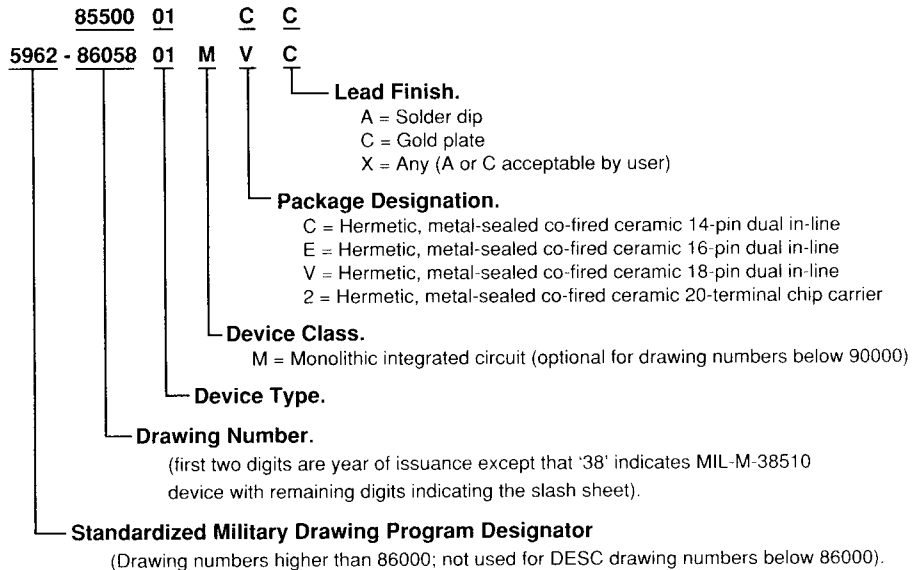 85500 01 C C
5962 - 86058 01 M V C
Lead Finish.
A = Solder dip
C = Gold plate
X = Any (A or C acceptable by user)
Package Designation.
C = Hermetic, metal-sealed co-fired ceramic 14-pin dual in-line
E = Hermetic, metal-sealed co-fired ceramic 16-pin dual in-line
V = Hermetic, metal-sealed co-fired ceramic 18-pin dual in-line
2 = Hermetic, metal-sealed co-fired ceramic 20-terminal chip carrier
Device Class.
M = Monolithic integrated circuit (optional for drawing numbers below 90000)
Device Type.
Drawing Number.
(first two digits are year of issuance except that ‘38’ indicates MIL-M-38510
device with remaining digits indicating the slash sheet).
Standardized Military Drawing Program Designator
(Drawing numbers higher than 86000; not used for DESC drawing numbers below 86000).